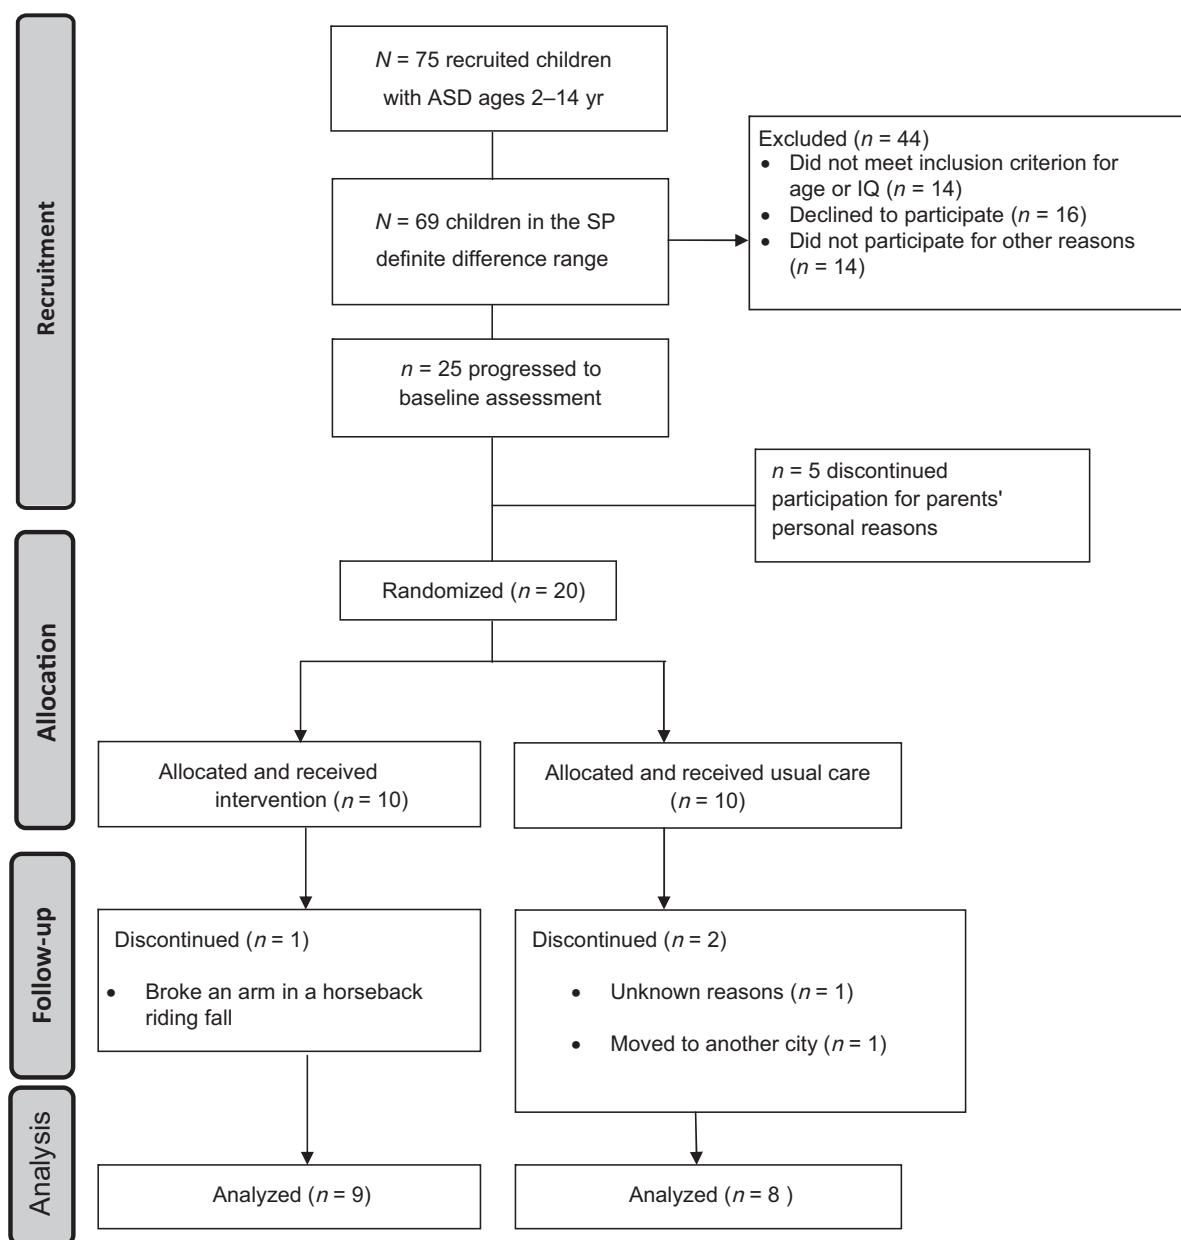 Recruitment
N = 75 recruited children
with ASD ages 2–14 yr
Excluded (n = 44)
• Did not meet inclusion criterion for
age or IQ (n = 14)
• Declined to participate (n = 16)
• Did not participate for other reasons
(n = 14)
N = 69 children in the SP
definite difference range
n = 25 progressed to
baseline assessment
n = 5 discontinued
participation for parents'
personal reasons
Allocation
Randomized (n = 20)
Allocated and received
intervention (n = 10)
Allocated and received usual care
(n = 10)
Follow-up
Discontinued (n = 1)
• Broke an arm in a horseback
riding fall
Discontinued (n = 2)
• Unknown reasons (n = 1)
• Moved to another city (n = 1)
Analysis
Analyzed (n = 9)
Analyzed (n = 8 )